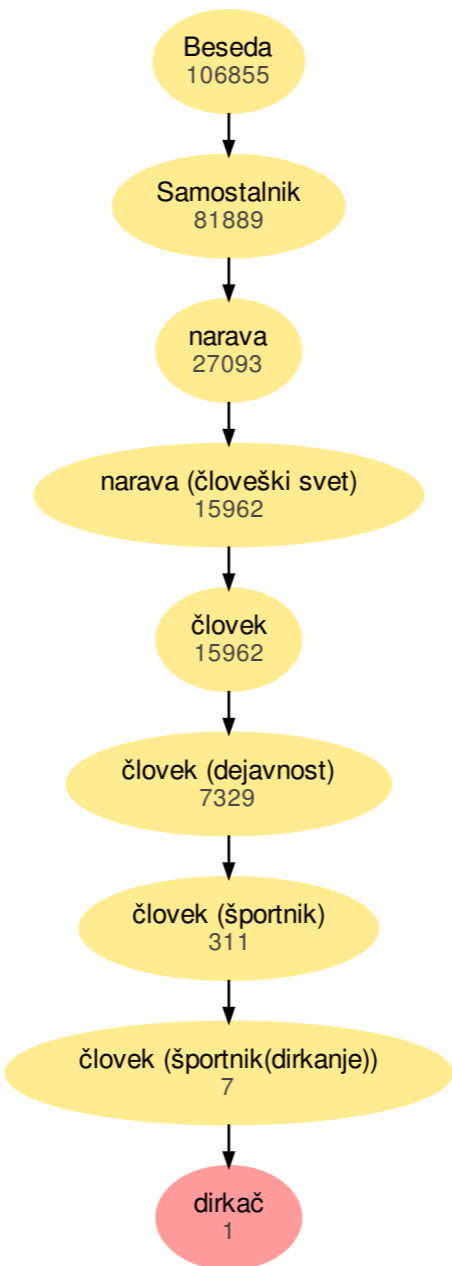 Beseda
106855
Samostalnik
81889
narava
27093
narava (človeški svet)
15962
človek
15962
človek (dejavnost)
7329
človek (športnik)
311
človek (športnik(dirkanje))
7
dirkač
1